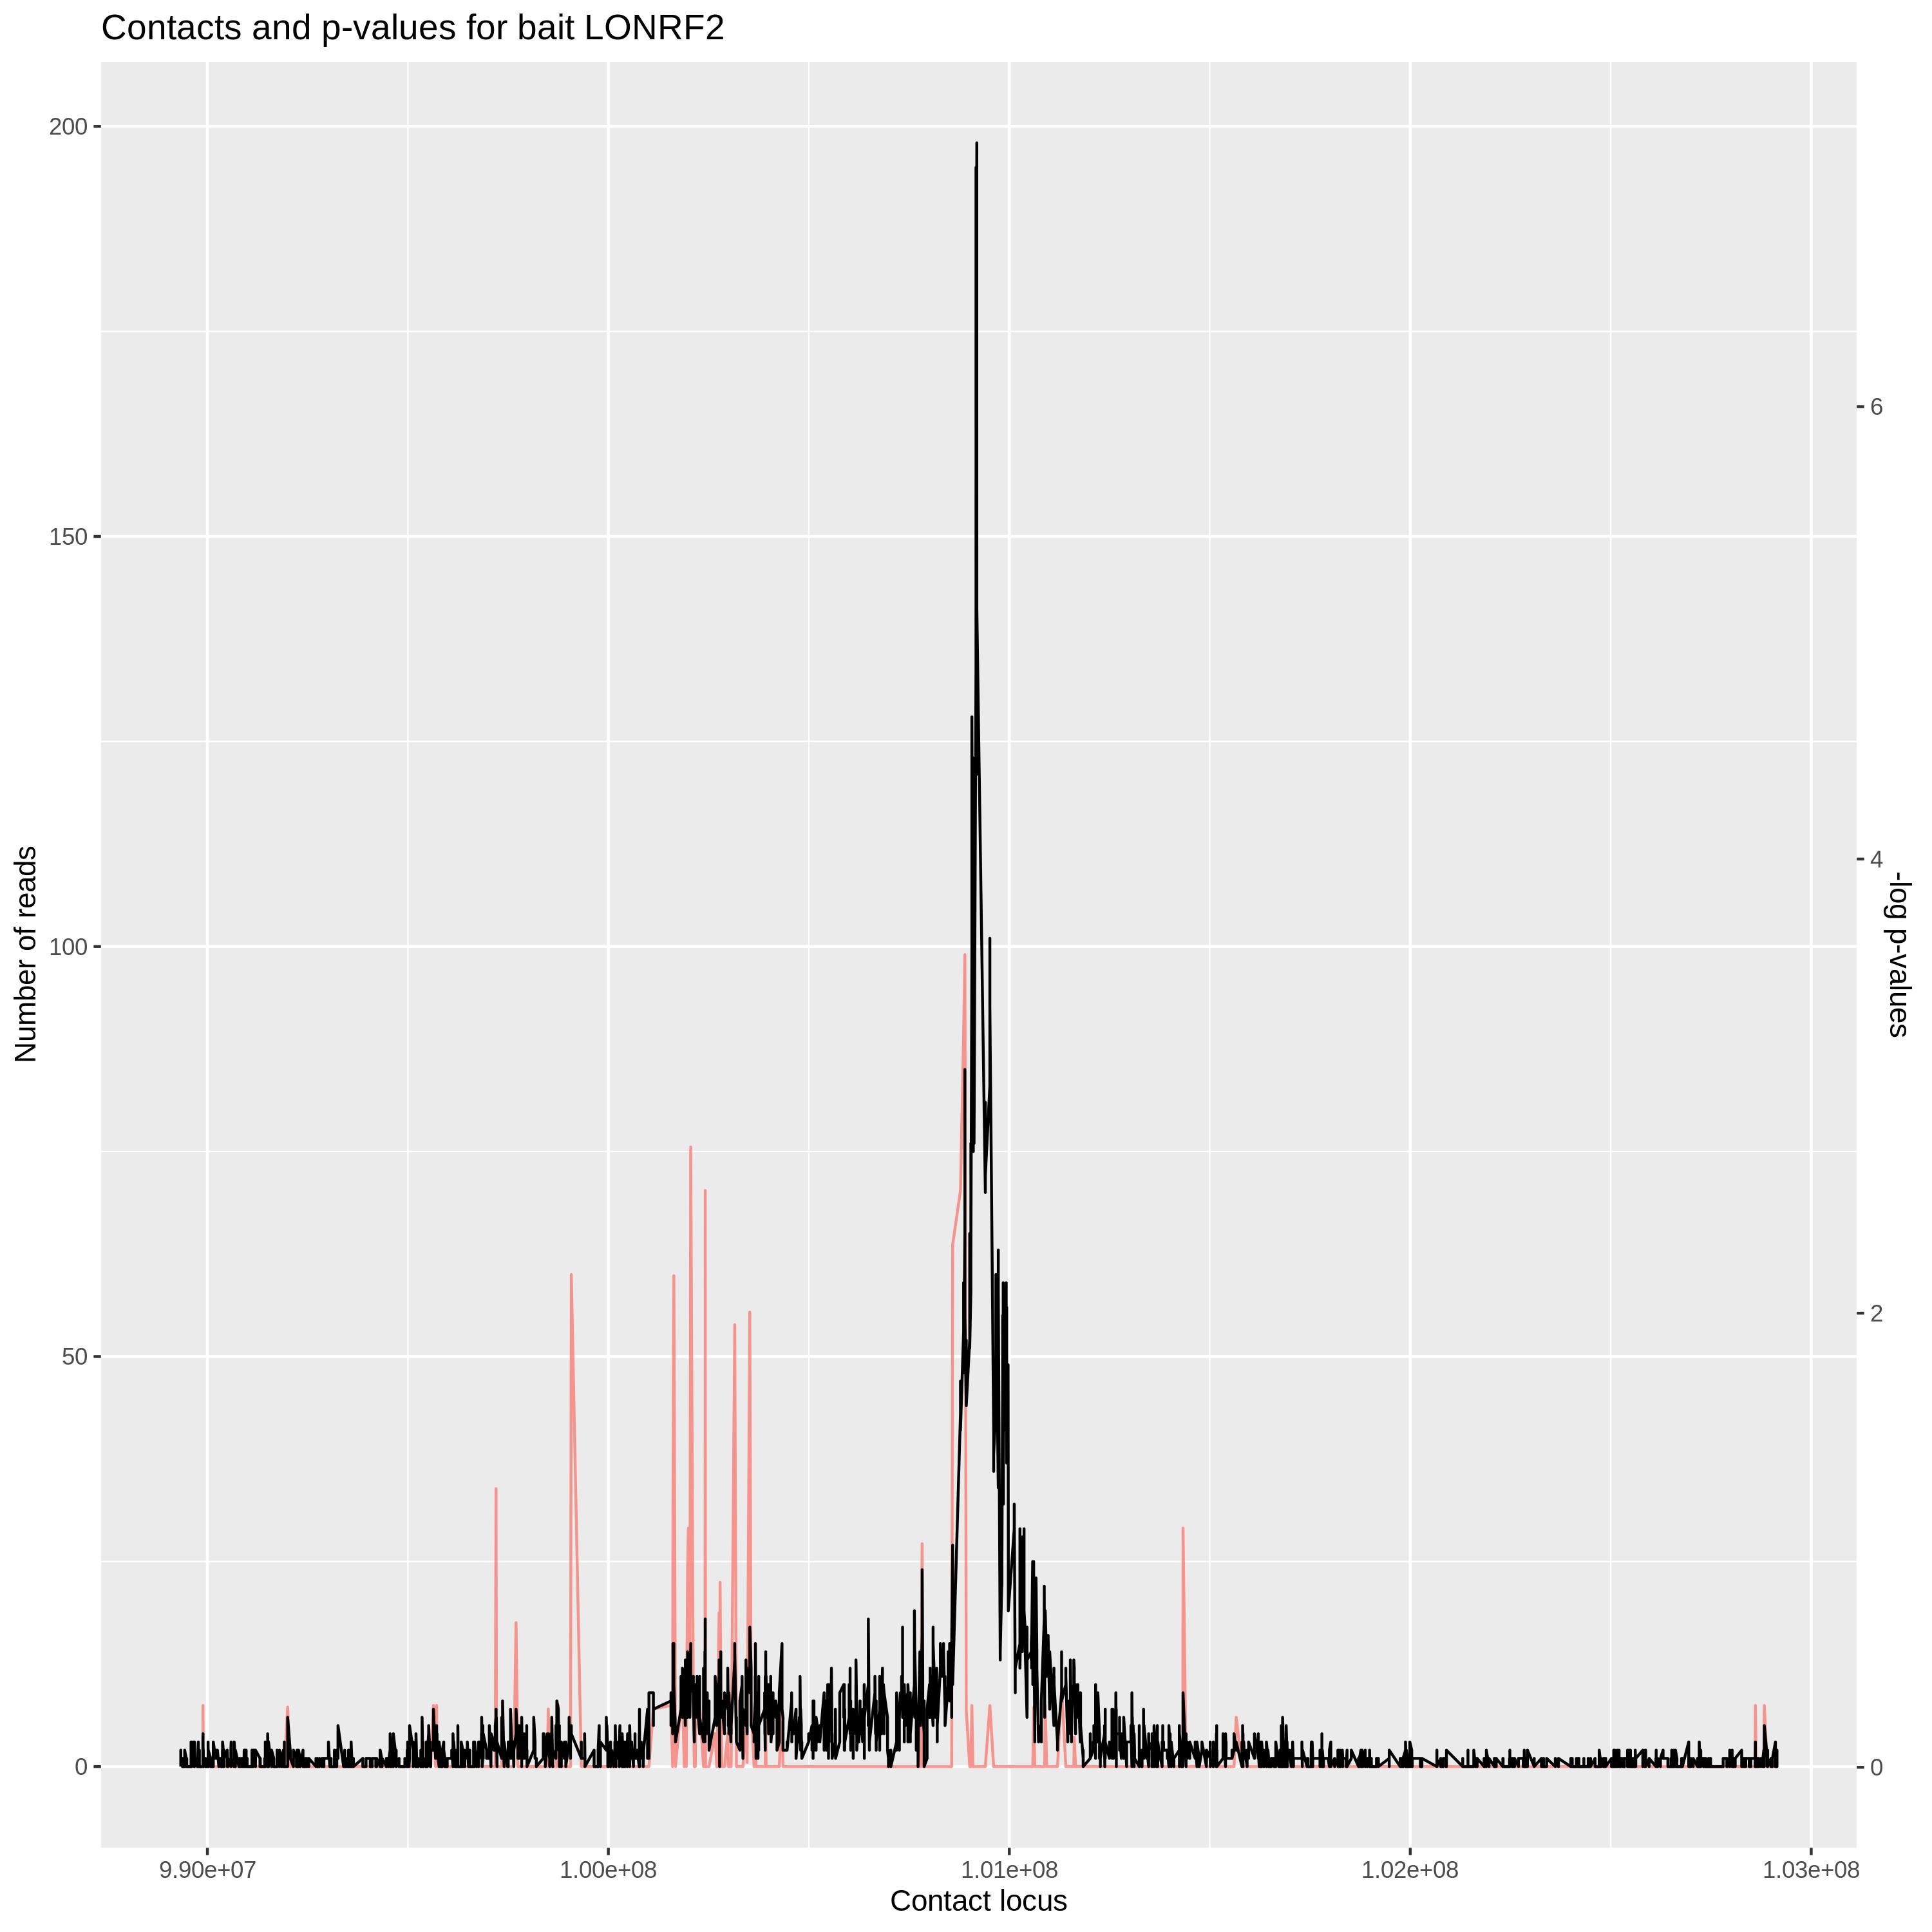 Contacts and p-values for bait LONRF2
200
150
100
50
0
Number of reads
6
4
2
0
-log p-values
9.90e+07
1.00e+08
1.01e+08
1.02e+08
1.03e+08
Contact locus